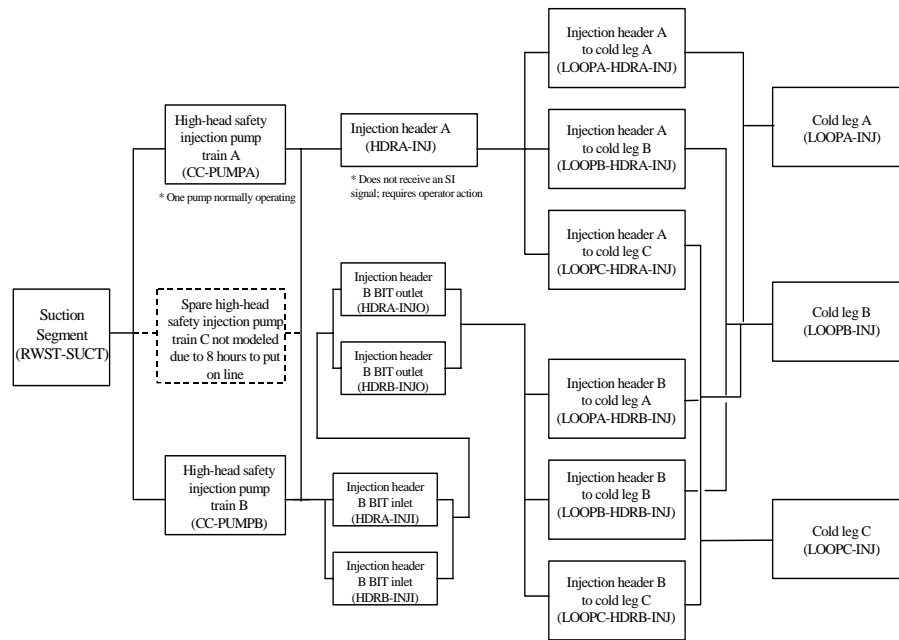 Suction
Segment
(RWST-SUCT)
High-head safety
injection pump
train A
(CC-PUMPA)
* One pump normally operating
Spare high-head
safety injection pump
train C not modeled
due to 8 hours to put
on line
High-head safety
injection pump
train B
(CC-PUMPB)
Injection header A
(HDRA-INJ)
* Does not receive an SI
signal; requires operator action
Injection header
B BIT outlet
(HDRA-INJO)
Injection header
B BIT outlet
(HDRB-INJO)
Injection header
B BIT inlet
(HDRA-INJI)
Injection header
B BIT inlet
(HDRB-INJI)
Injection header A
to cold leg A
(LOOPA-HDRA-INJ)
Injection header A
to cold leg B
(LOOPB-HDRA-INJ)
Injection header A
to cold leg C
(LOOPC-HDRA-INJ)
Injection header B
to cold leg A
(LOOPA-HDRB-INJ)
Injection header B
to cold leg B
(LOOPB-HDRB-INJ)
Injection header B
to cold leg C
(LOOPC-HDRB-INJ)
Cold leg A
(LOOPA-INJ)
Cold leg B
(LOOPB-INJ)
Cold leg C
(LOOPC-INJ)